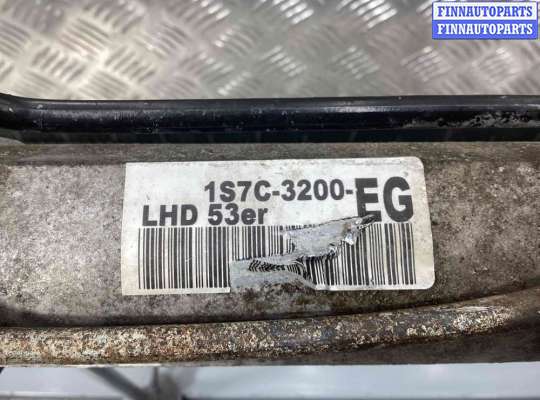 FINNAUTOPARTS
FINNAUTOPARTS
1S7C-3200-EG
LHD 53er